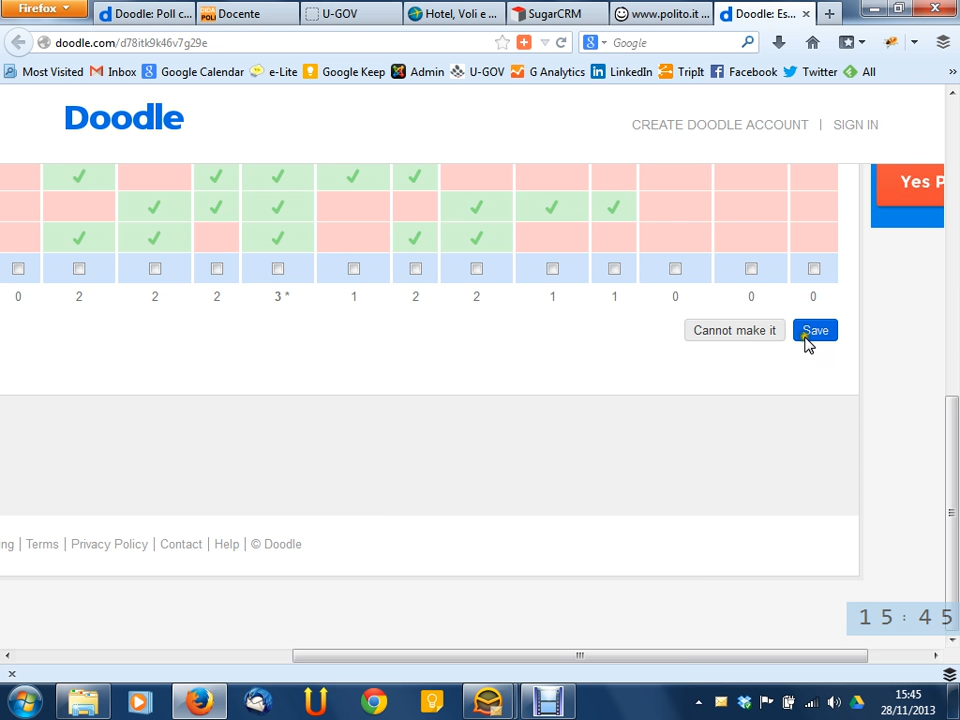 Firefox
Doodle: Poll c...
Docente
U-GOV
Hotel, Voli e ...
SugarCRM
www.polito.it ...
Doodle: Es...
doodle.com/d78itk9k46v7g29e
Google
Most Visited
Inbox
Google Calendar
e-Lite
Google Keep
Admin
U-GOV
G Analytics
LinkedIn
TripIt
Facebook
Twitter
All
Doodle
CREATE DOODLE ACCOUNT | SIGN IN
Yes P
0 2 2 2 3 * 1 2 2 1 1 0 0 0
Cannot make it
Save
ng | Terms | Privacy Policy | Contact | Help | © Doodle
15:45
15:45
28/11/2013